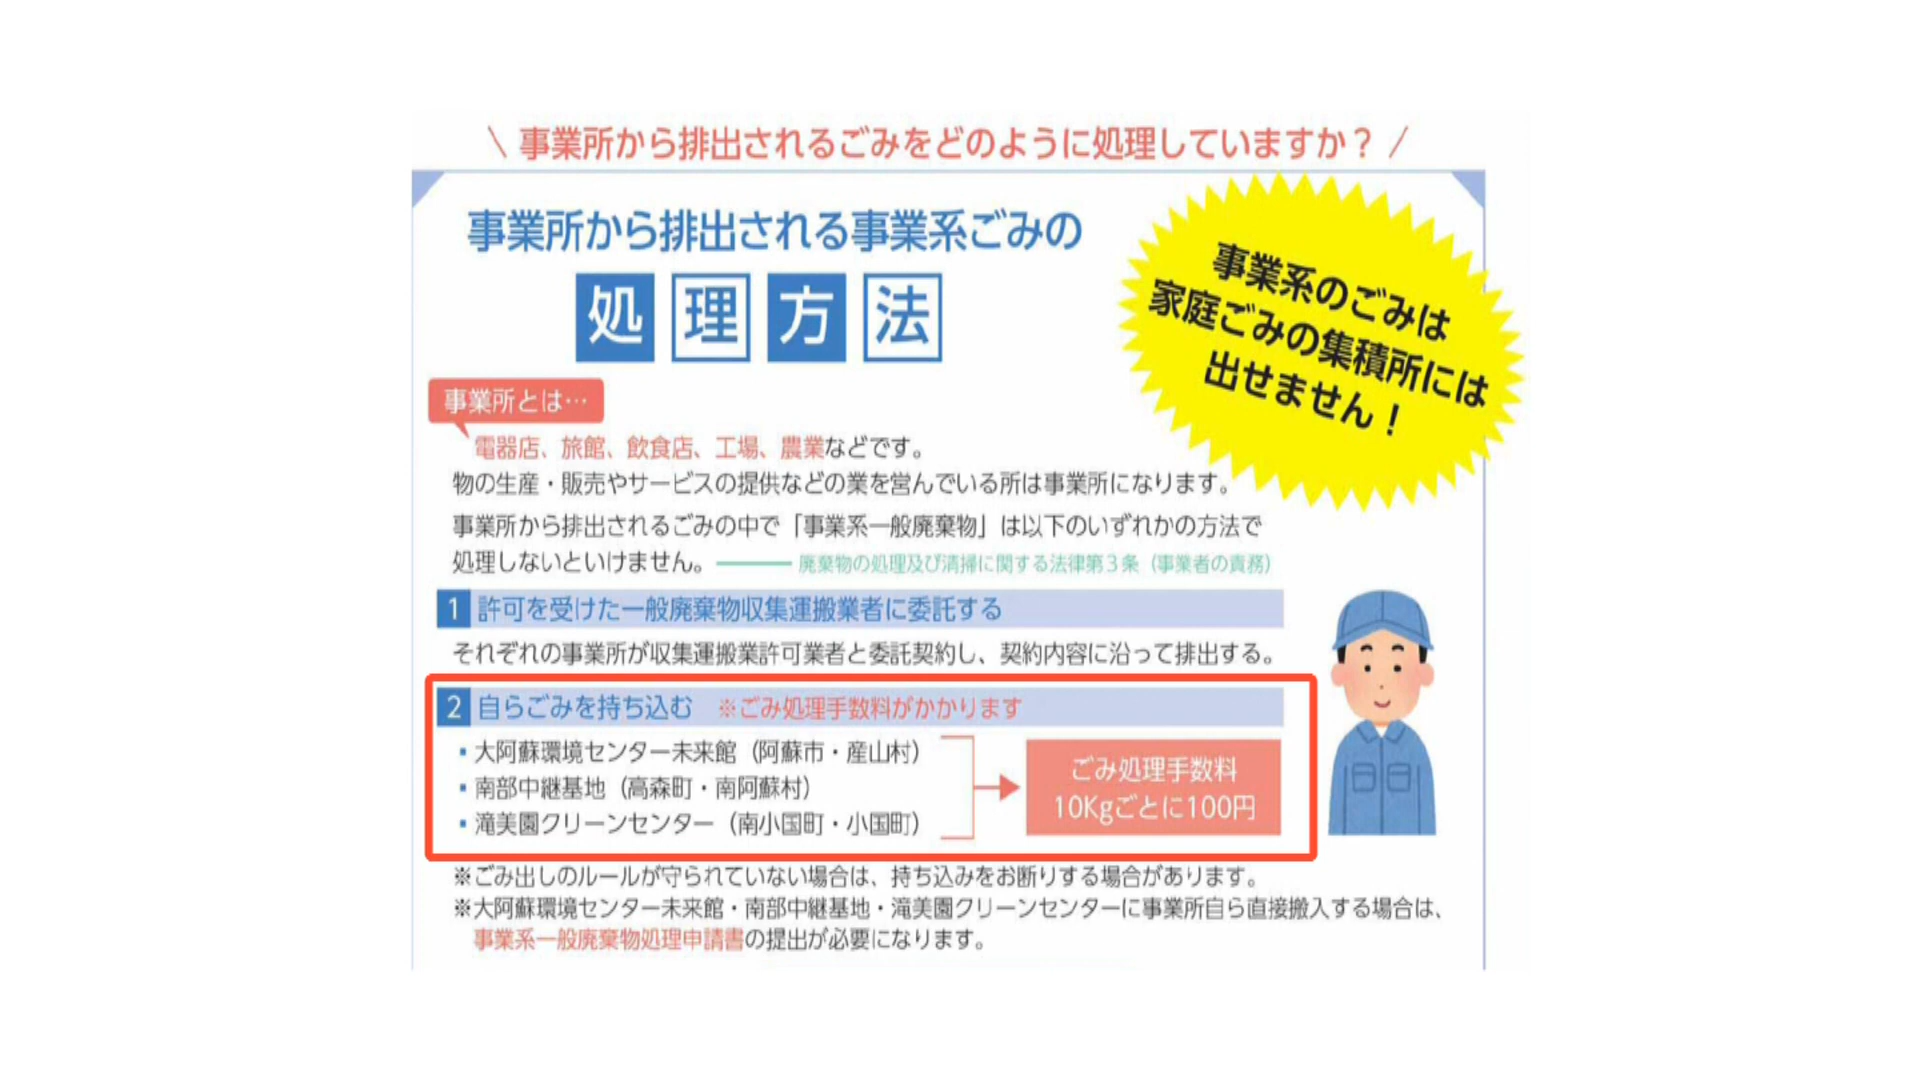 \ 事業所から排出されるごみをどのように処理していますか？ /
事業所から排出される事業系ごみの
処理方法
事業系のごみは
家庭ごみの集積所には
出せません！
事業所とは…
電器店、旅館、飲食店、工場、農業などです。
物の生産・販売やサービスの提供などの業を営んでいる所は事業所になります。
事業所から排出されるごみの中で「事業系一般廃棄物」は以下のいずれかの方法で
処理しないといけません。 廃棄物の処理及び清掃に関する法律第３条（事業者の責務）
1 許可を受けた一般廃棄物収集運搬業者に委託する
それぞれの事業所が収集運搬業許可業者と委託契約し、契約内容に沿って排出する。
2 自らごみを持ち込む ※ごみ処理手数料がかかります
▪ 大阿蘇環境センター未来館（阿蘇市・産山村）
▪ 南部中継基地（高森町・南阿蘇村）
▪ 滝美園クリーンセンター（南小国町・小国町）
ごみ処理手数料
10Kgごとに100円
※ごみ出しのルールが守られていない場合は、持ち込みをお断りする場合があります。
※大阿蘇環境センター未来館・南部中継基地・滝美園クリーンセンターに事業所自ら直接搬入する場合は、
事業系一般廃棄物処理申請書の提出が必要になります。